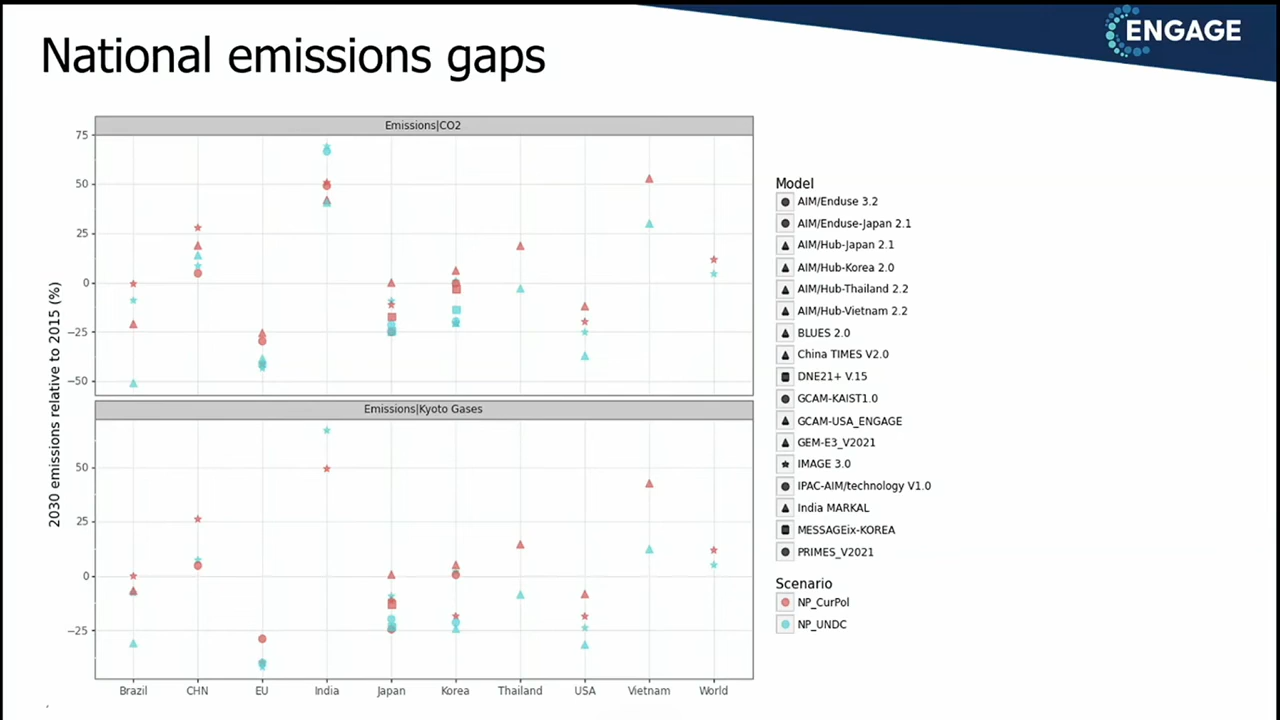 ENGAGE
National emissions gaps
Emissions|CO2
75
50
25
0
−25
−50
2030 emissions relative to 2015 (%)
Emissions|Kyoto Gases
50
25
0
−25
Brazil CHN EU India Japan Korea Thailand USA Vietnam World
Model
AIM/Enduse 3.2
AIM/Enduse-Japan 2.1
AIM/Hub-Japan 2.1
AIM/Hub-Korea 2.0
AIM/Hub-Thailand 2.2
AIM/Hub-Vietnam 2.2
BLUES 2.0
China TIMES V2.0
DNE21+ V.15
GCAM-KAIST1.0
GCAM-USA_ENGAGE
GEM-E3_V2021
IMAGE 3.0
IPAC-AIM/technology V1.0
India MARKAL
MESSAGEix-KOREA
PRIMES_V2021
Scenario
NP_CurPol
NP_UNDC